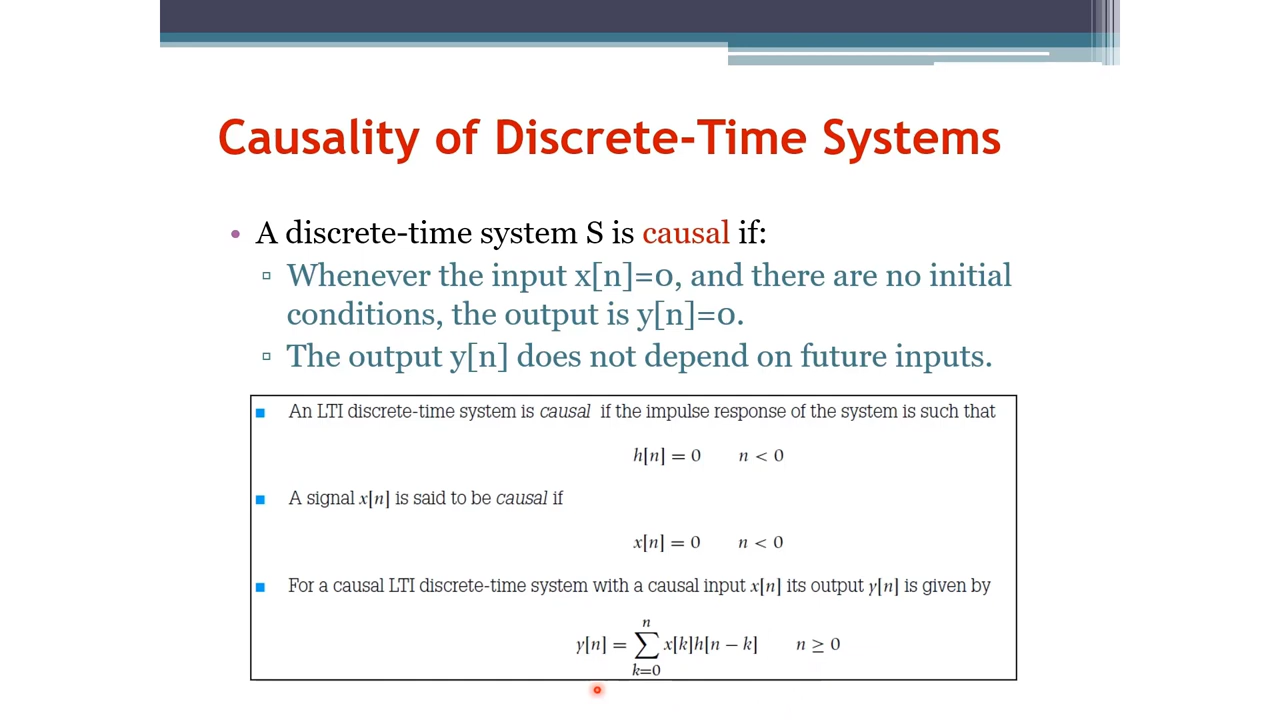 Causality of Discrete-Time Systems
• A discrete-time system S is causal if:
▫ Whenever the input x[n]=0, and there are no initial
conditions, the output is y[n]=0.
▫ The output y[n] does not depend on future inputs.
■ An LTI discrete-time system is causal if the impulse response of the system is such that
h[n] = 0 n < 0
■ A signal x[n] is said to be causal if
x[n] = 0 n < 0
■ For a causal LTI discrete-time system with a causal input x[n] its output y[n] is given by
n
y[n] = ∑ x[k]h[n − k] n ≥ 0
k=0